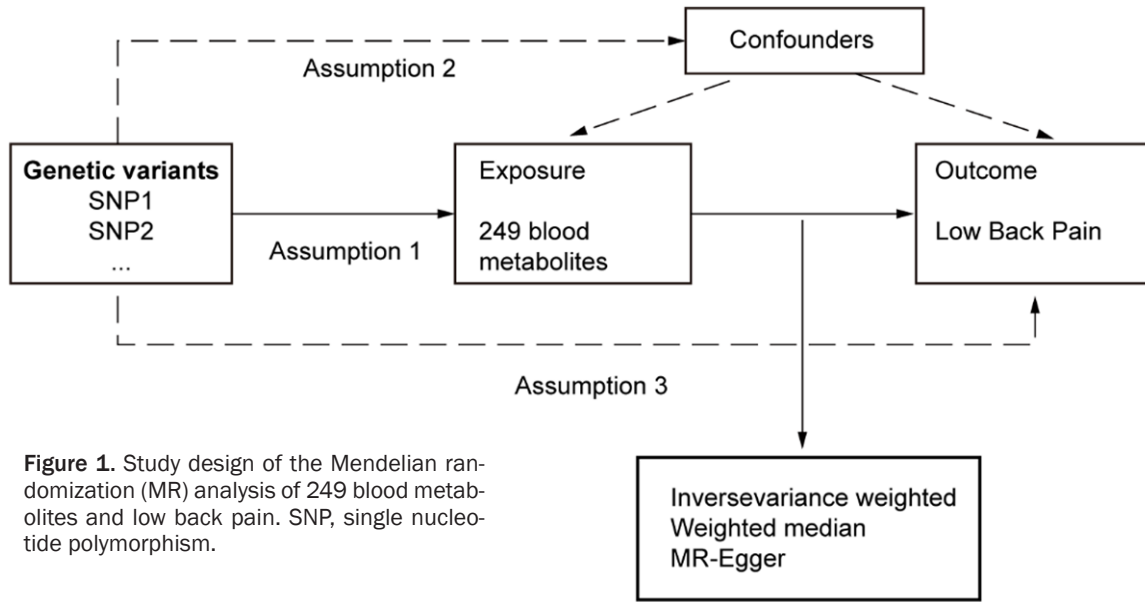 Confounders
Assumption 2
Genetic variants
SNP1
SNP2
...
Assumption 1
Exposure
249 blood
metabolites
Outcome
Low Back Pain
Assumption 3
Figure 1. Study design of the Mendelian ran-
domization (MR) analysis of 249 blood metab-
olites and low back pain. SNP, single nucleo-
tide polymorphism.
Inversevariance weighted
Weighted median
MR-Egger